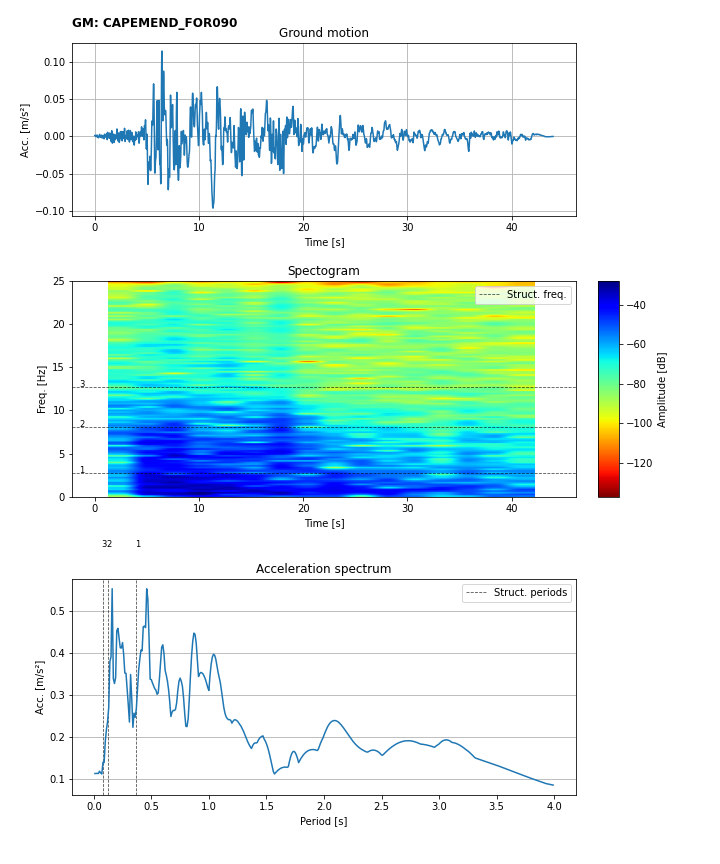 GM: CAPEMEND_FOR090
Ground motion
Acc. [m/s²]
0.10
0.05
0.00
−0.05
−0.10
0 10 20 30 40
Time [s]
Spectogram
Freq. [Hz]
25
20
15
10
5
0
Struct. freq.
3
2
1
0 10 20 30 40
Time [s]
−40
−60
−80
−100
−120
Amplitude [dB]
32 1
Acceleration spectrum
Acc. [m/s²]
0.5
0.4
0.3
0.2
0.1
Struct. periods
0.0 0.5 1.0 1.5 2.0 2.5 3.0 3.5 4.0
Period [s]